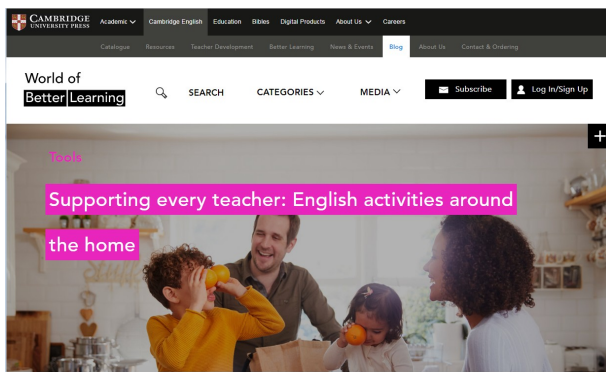 CAMBRIDGE
UNIVERSITY PRESS
Academic
Cambridge English
Education
Bibles
Digital Products
About Us
Careers
Catalogue
Resources
Teacher Development
Better Learning
News & Events
Blog
About Us
Contact & Ordering
World of
Better Learning
SEARCH
CATEGORIES
MEDIA
Subscribe
Log In/Sign Up
+
Tools
Supporting every teacher: English activities around
the home